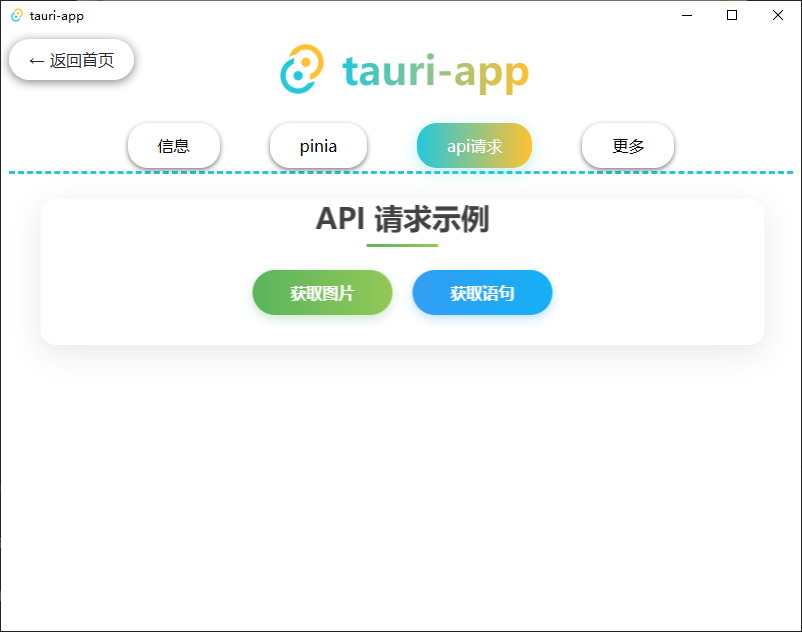 tauri-app
← 返回首页
tauri-app
信息
pinia
api请求
更多
API 请求示例
获取图片
获取语句